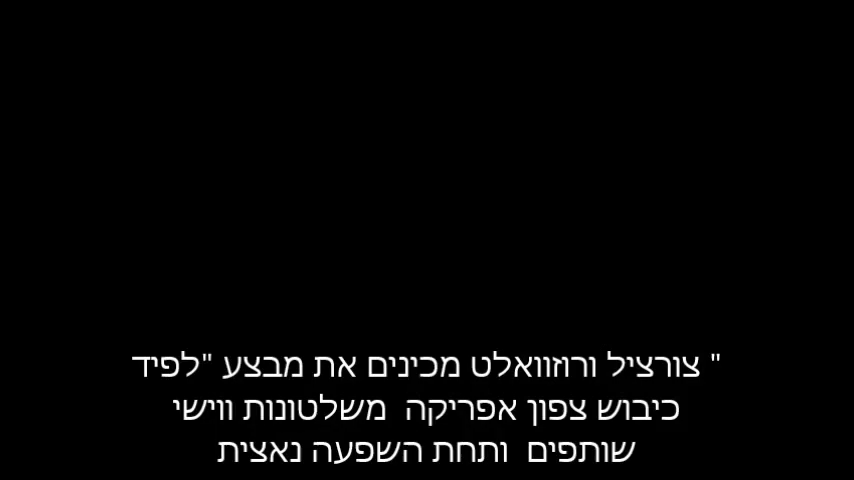 " צורציל ורוזוואלט מכינים את מבצע "לפיד
כיבוש צפון אפריקה משלטונות ווישי
שותפים ותחת השפעה נאצית